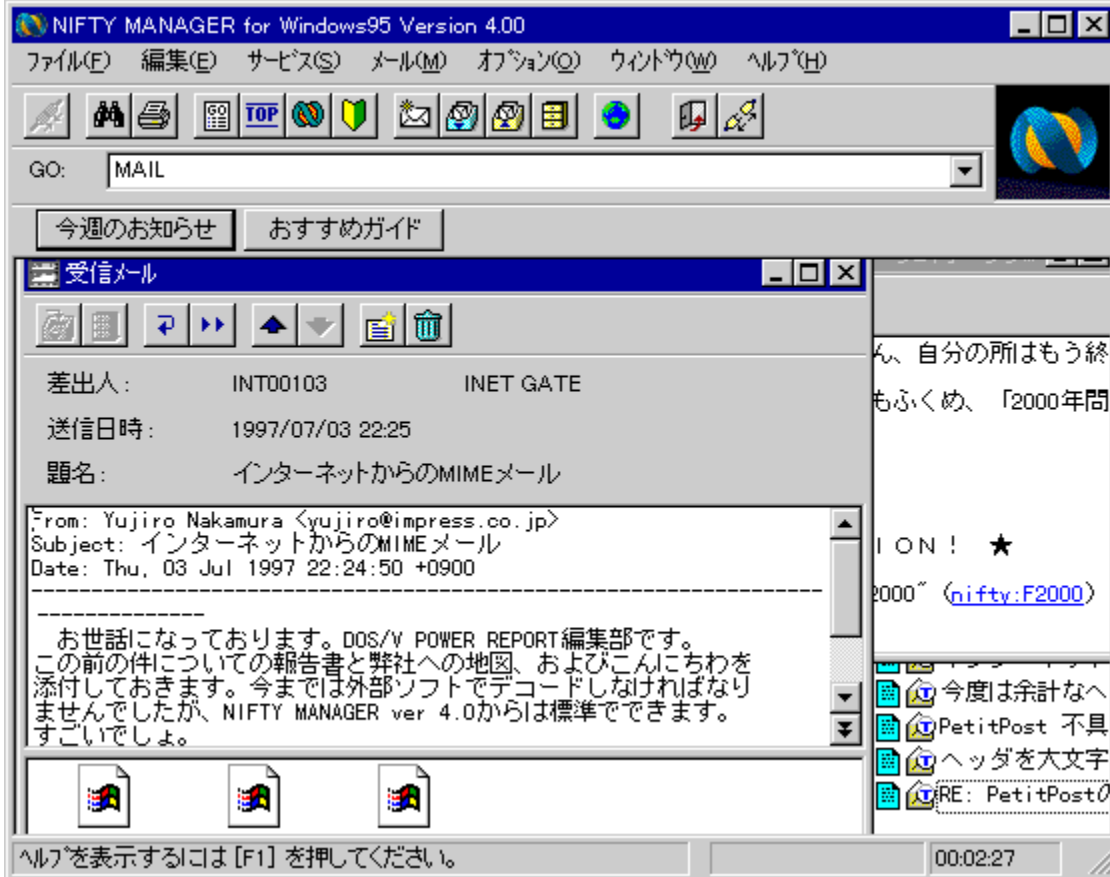 NIFTY MANAGER for Windows95 Version 4.00
ﾌｧｲﾙ(F) 編集(E) ｻｰﾋﾞｽ(S) ﾒｰﾙ(M) ｵﾌﾟｼｮﾝ(O) ｳｨﾝﾄﾞｳ(W) ﾍﾙﾌﾟ(H)
TOP
GO: MAIL
今週のお知らせ おすすめガイド
受信ﾒｰﾙ
差出人: INT00103 INET GATE
送信日時: 1997/07/03 22:25
題名: インターネットからのMIMEメール
From: Yujiro Nakamura <yujiro@impress.co.jp>
Subject: インターネットからのMIMEメール
Date: Thu, 03 Jul 1997 22:24:50 +0900
--------------------------------------------------------------------
--------------
お世話になっております。DOS/V POWER REPORT編集部です。
この前の件についての報告書と弊社への地図、およびこんにちわを
添付しておきます。今までは外部ソフトでデコードしなければなり
ませんでしたが、NIFTY MANAGER ver 4.0からは標準でできます。
すごいでしょ。
ん、自分の所はもう終
もふくめ、「2000年問
ＩＯＮ！ ★
2000″ (nifty:F2000)
今度は余計なヘ
PetitPost 不具
ヘッダを大文字
RE: PetitPostの
ﾍﾙﾌﾟを表示するには [F1] を押してください。
00:02:27